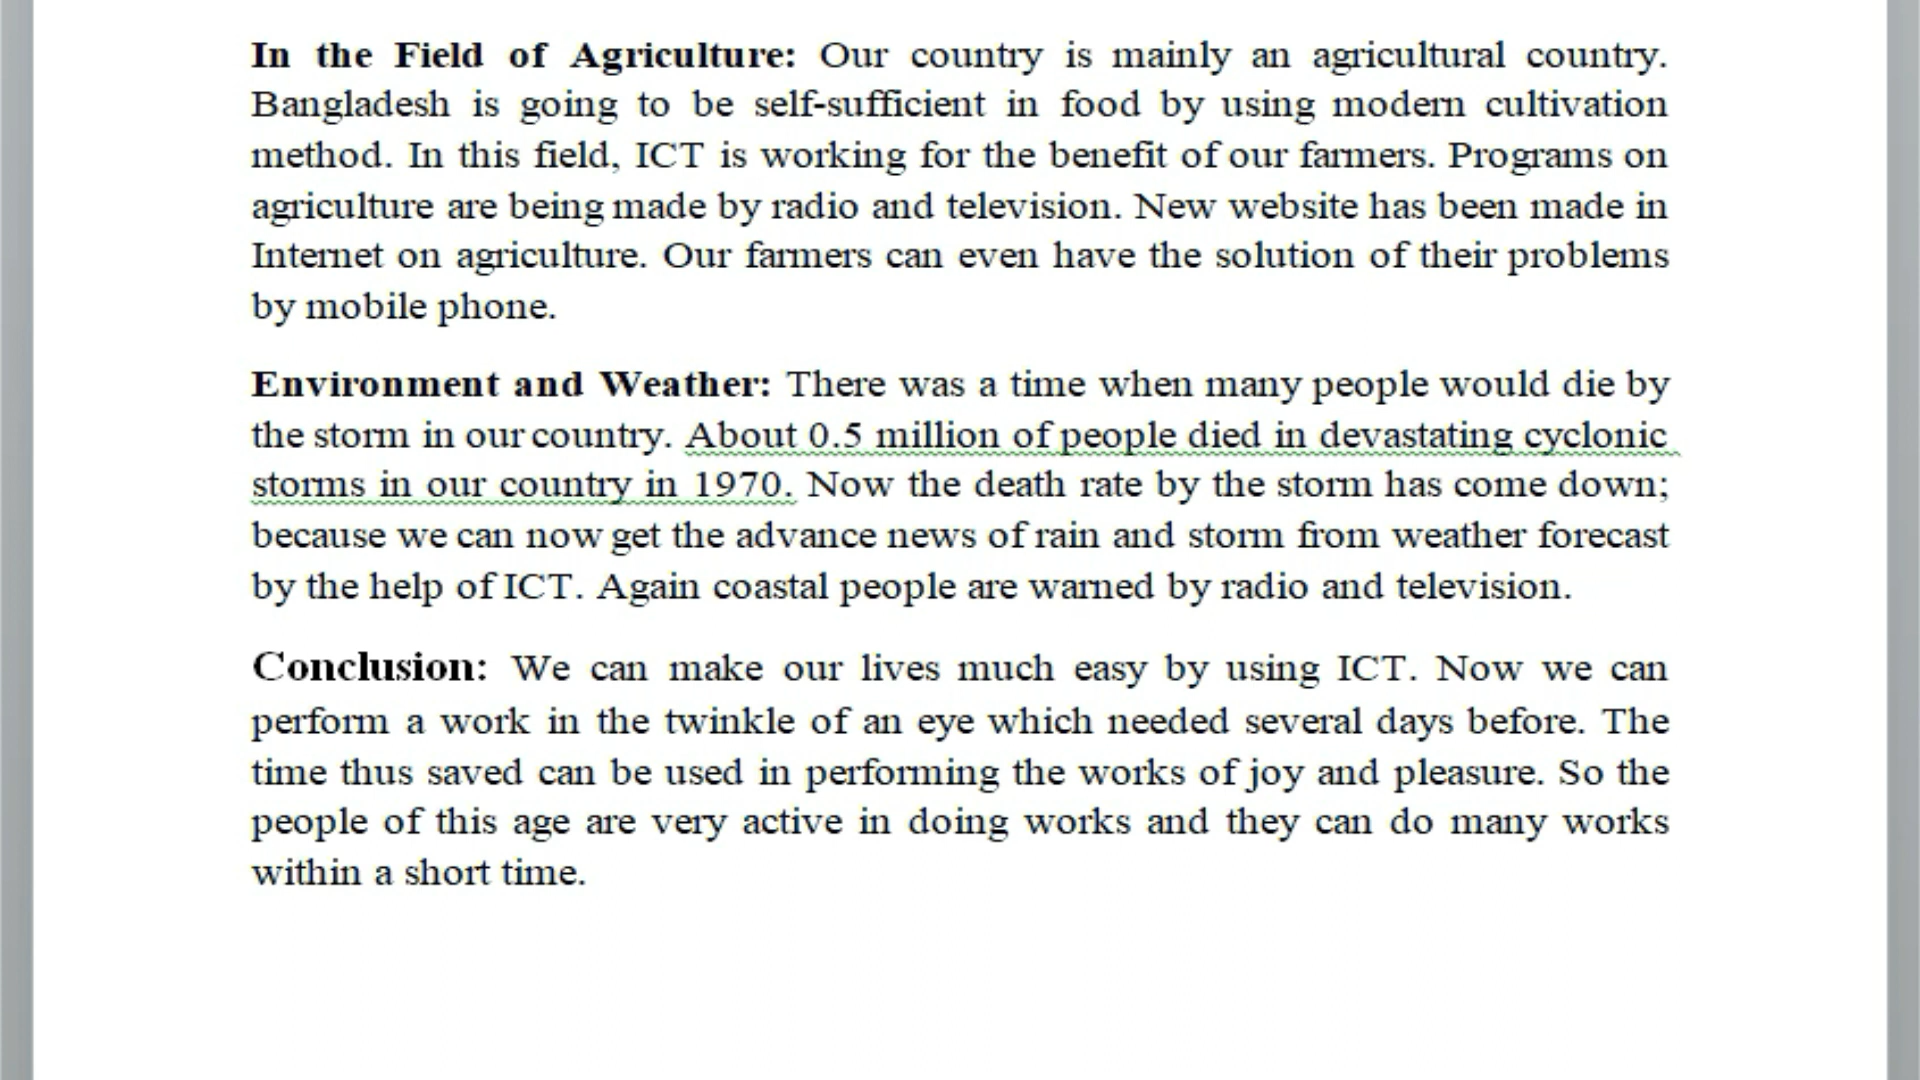 In the Field of Agriculture: Our country is mainly an agricultural country.
Bangladesh is going to be self-sufficient in food by using modern cultivation
method. In this field, ICT is working for the benefit of our farmers. Programs on
agriculture are being made by radio and television. New website has been made in
Internet on agriculture. Our farmers can even have the solution of their problems
by mobile phone.
Environment and Weather: There was a time when many people would die by
the storm in our country. About 0.5 million of people died in devastating cyclonic
storms in our country in 1970. Now the death rate by the storm has come down;
because we can now get the advance news of rain and storm from weather forecast
by the help of ICT. Again coastal people are warned by radio and television.
Conclusion: We can make our lives much easy by using ICT. Now we can
perform a work in the twinkle of an eye which needed several days before. The
time thus saved can be used in performing the works of joy and pleasure. So the
people of this age are very active in doing works and they can do many works
within a short time.